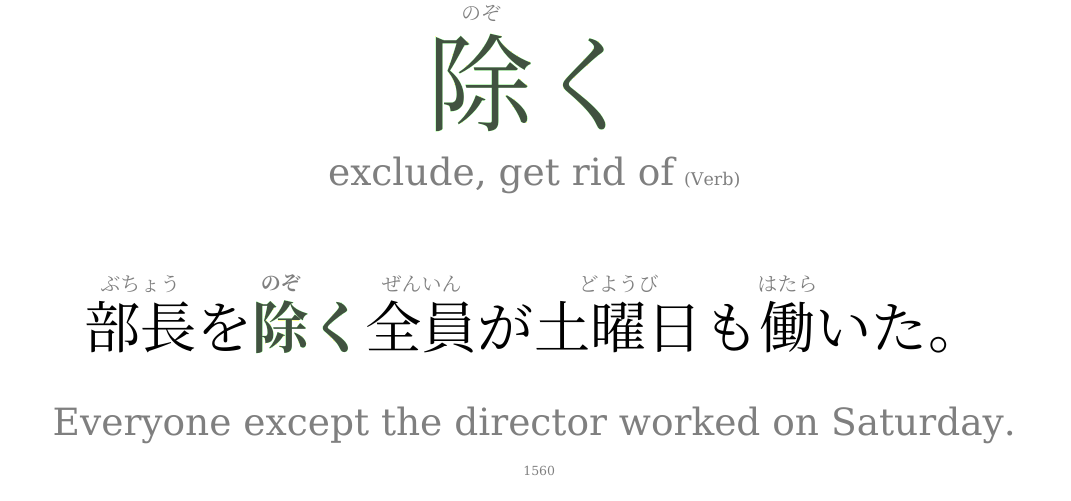 のぞ
除く
exclude, get rid of (Verb)
ぶちょう のぞ ぜんいん どようび はたら
部長を除く全員が土曜日も働いた。
Everyone except the director worked on Saturday.
1560